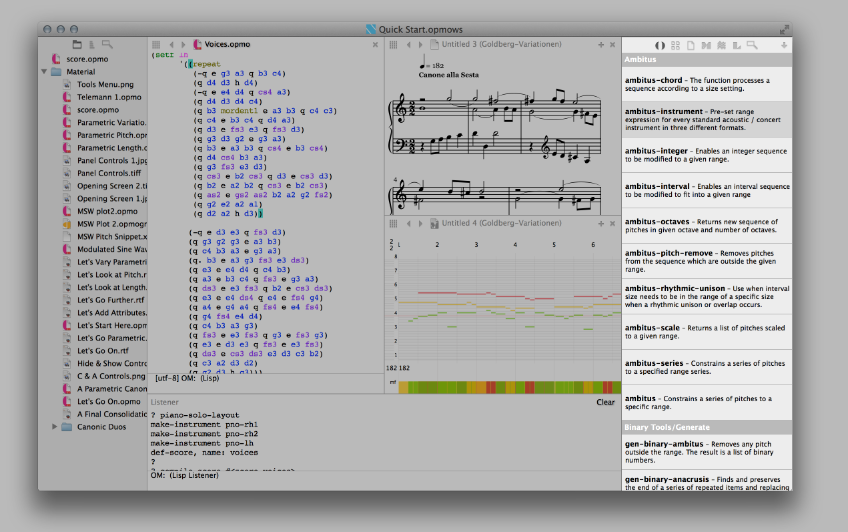 Quick Start.opmows
score.opmo
Material
Tools Menu.png
Telemann 1.opmo
score.opmo
Parametric Variatio.
Parametric Pitch.opr
Parametric Length.c
Panel Controls 1.jpg
Panel Controls.tiff
Opening Screen 2.ti
Opening Screen 1.j
MSW plot2.opmo
MSW Plot 2.opmogr
MSW Pitch Snippet.x
Modulated Sine Wav
Let's Vary Parametri
Let's Look at Pitch.r
Let's Look at Length.
Let's Go Further.rtf
Let's Add Attributes.
Let's Start Here.opm
Let's Go Parametric.
Let's Go On.rtf
Hide & Show Contro
C & A Controls.png
A Parametric Canon
Let's Go On.opmo
A Final Consolidatio
Canonic Duos
Voices.opmo
(setf in
'((repeat
(-q e g3 a3 q b3 c4)
(q d4 d3 h d4)
(-q e e4 d4 q cs4 a3)
(q d4 d3 d4 c4)
(q b3 mordent1 e a3 b3 q c4 c3)
(q c4 e b3 c4 q d4 a3)
(q d3 e fs3 e3 q fs3 d3)
(q g3 d3 g2 e g3 a3)
(q b3 e a3 b3 q cs4 e b3 cs4)
(q d4 cs4 b3 a3)
(q g3 fs3 e3 d3)
(q cs3 e b2 cs3 q d3 e cs3 d3)
(q b2 e a2 b2 q cs3 e b2 cs3)
(q as2 e gs2 as2 b2 a2 g2 fs2)
(q g2 e2 a2 a1)
(q d2 a2 h d3))
(-q e d3 e3 q fs3 d3)
(q g3 g2 g3 e a3 b3)
(q c4 b3 a3 e g3 a3)
(q. b3 e a3 g3 fs3 e3 ds3)
(q e3 e e4 d4 q c4 b3)
(q a3 e b3 c4 q fs3 e g3 a3)
(q ds3 e e3 fs3 q b2 e cs3 ds3)
(q e3 e e4 ds4 q e4 e fs4 g4)
(q a4 e g4 a4 q fs4 e e4 fs4)
(q g4 fs4 e4 d4)
(q c4 b3 a3 g3)
(q fs3 e e3 fs3 q g3 e fs3 g3)
(q e3 e d3 e3 q fs3 e e3 fs3)
(q ds3 e cs3 ds3 e3 d3 c3 b2)
(q c3 a2 d3 d2)
[utf-8] OM: (Lisp)
Listener
Clear
? piano-solo-layout
make-instrument pno-rh1
make-instrument pno-rh2
make-instrument pno-lh
def-score, name: voices
?
OM: (Lisp Listener)
Untitled 3 (Goldberg-Variationen)
= 182
Canone alla Sesta
4
Untitled 4 (Goldberg-Variationen)
2
2
1 2 3 4 5 6
8
7
6
5
4
3
2
1
182 182
mf
Ambitus
ambitus-chord - The function processes a
sequence according to a size setting.
ambitus-instrument - Pre-set range
expression for every standard acoustic / concert
instrument in three different formats.
ambitus-integer - Enables an integer sequence
to be modified to a given range.
ambitus-interval - Enables an interval sequence
to be modified to fit into a given range
ambitus-octaves - Returns new sequence of
pitches in given octave and number of octaves.
ambitus-pitch-remove - Removes pitches
from the sequence which are outside the given
range.
ambitus-rhythmic-unison - Use when interval
size needs to be in the range of a specific size
when a rhythmic unison or overlap occurs.
ambitus-scale - Returns a list of pitches scaled
to a given range.
ambitus-series - Constrains a series of pitches
to a specified range series.
ambitus - Constrains a series of pitches to a
specific range.
Binary Tools/Generate
gen-binary-ambitus - Removes any pitch
outside the range. The result is a list of binary
numbers.
gen-binary-anacrusis - Finds and preserves
the end of a series of repeated items and replacing